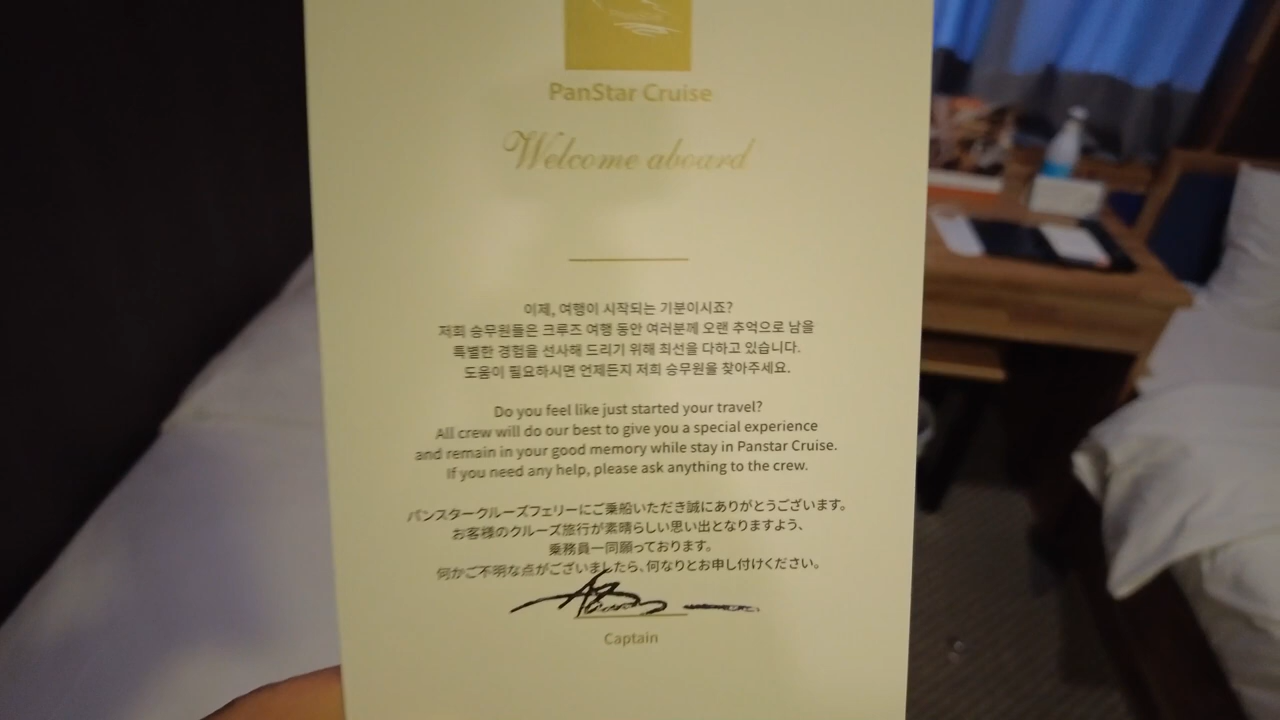 PanStar Cruise
Welcome aboard
이제, 여행이 시작되는 기분이시죠?
저희 승무원들은 크루즈 여행 동안 여러분께 오랜 추억으로 남을
특별한 경험을 선사해 드리기 위해 최선을 다하고 있습니다.
도움이 필요하시면 언제든지 저희 승무원을 찾아주세요.
Do you feel like just started your travel?
All crew will do our best to give you a special experience
and remain in your good memory while stay in Panstar Cruise.
If you need any help, please ask anything to the crew.
パンスタークルーズフェリーにご乗船いただき誠にありがとうございます。
お客様のクルーズ旅行が素晴らしい思い出となりますよう、
乗務員一同願っております。
何かご不明な点がございましたら、何なりとお申し付けください。
Captain